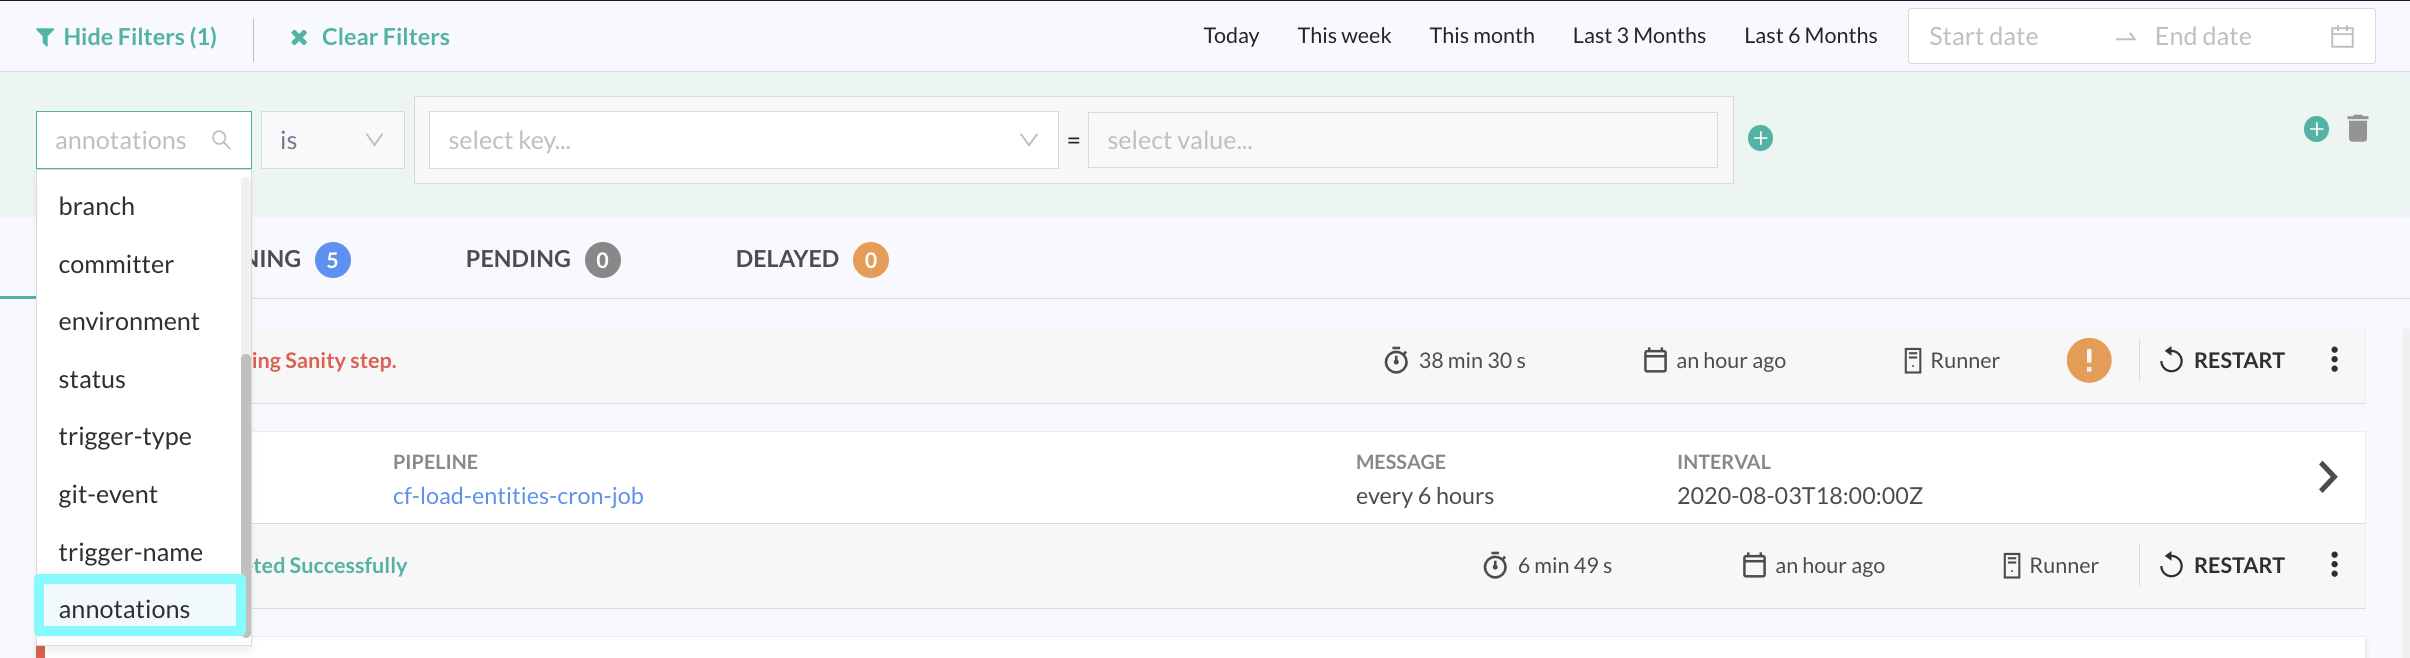 Hide Filters (1) Clear Filters Today This week This month Last 3 Months Last 6 Months Start date End date
annotations is select key... = select value...
branch
committer
environment
status
trigger-type
git-event
trigger-name
annotations
NING 5 PENDING 0 DELAYED 0
ing Sanity step. 38 min 30 s an hour ago Runner ! RESTART
PIPELINE MESSAGE INTERVAL
cf-load-entities-cron-job every 6 hours 2020-08-03T18:00:00Z
ted Successfully 6 min 49 s an hour ago Runner RESTART